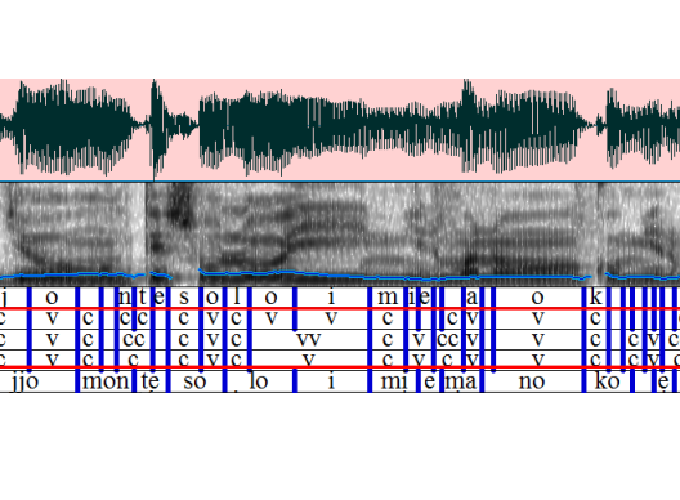 j o n t e s o l o i m i e a o k
c v c c c c v c v v c c v v c c
c v c cc c v c vv c v cc v v c c v c
c v c c c v c v c v c v v c c v c
jjo mon te so lo i mi e ma no ko e